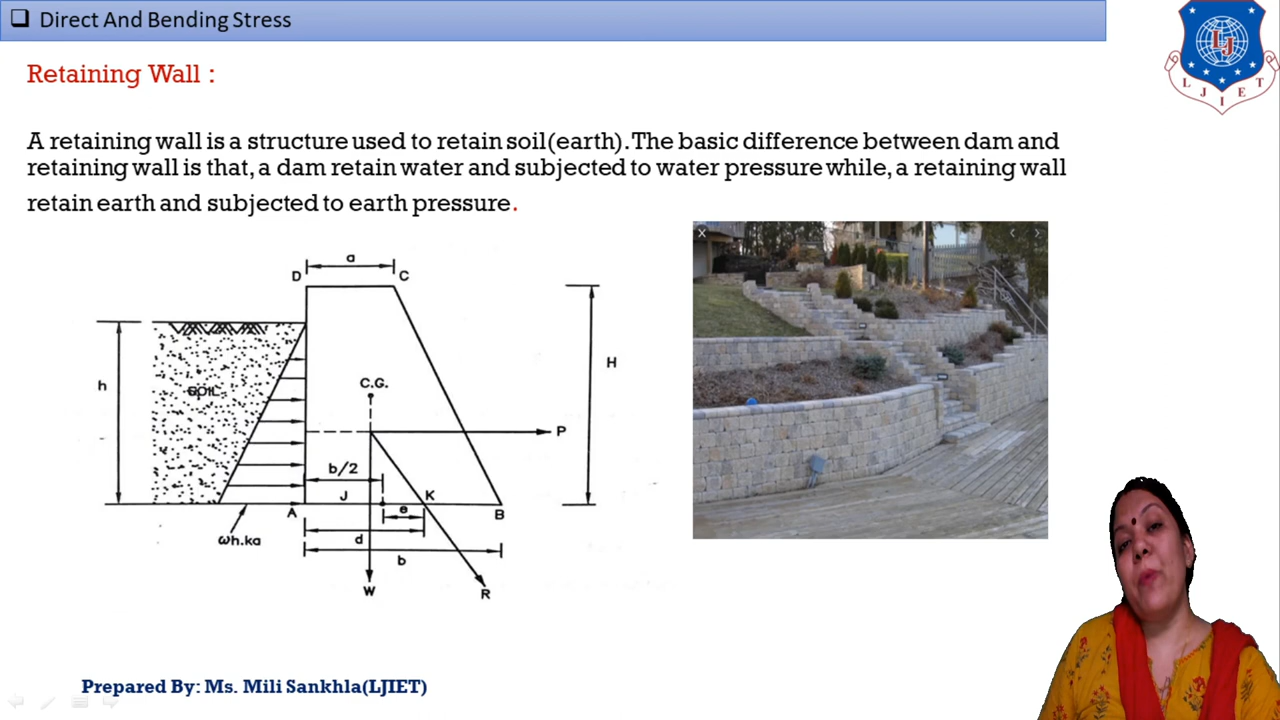 ❑ Direct And Bending Stress
LJ
L J I E T
Retaining Wall :
A retaining wall is a structure used to retain soil(earth).The basic difference between dam and
retaining wall is that, a dam retain water and subjected to water pressure while, a retaining wall
retain earth and subjected to earth pressure.
a
D
C
h
SOIL
C.G.
H
P
b/2
J
K
e
A
B
ωh.ka
d
b
W
R
Prepared By: Ms. Mili Sankhla(LJIET)